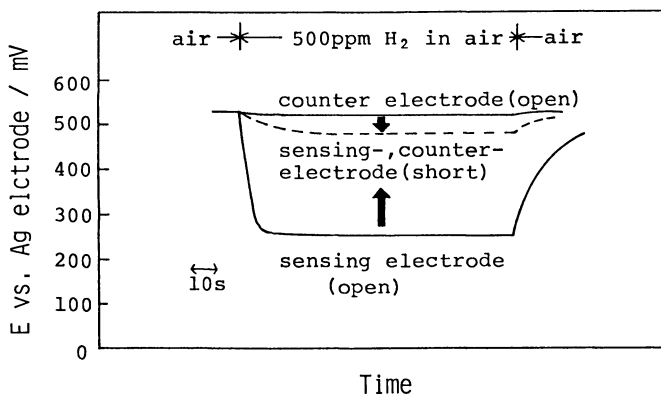 air 500ppm H₂ in air air
600
500
400
300
200
100
0
E vs. Ag elctrode / mV
counter electrode(open)
sensing-,counter-
electrode(short)
sensing electrode
(open)
10s
Time